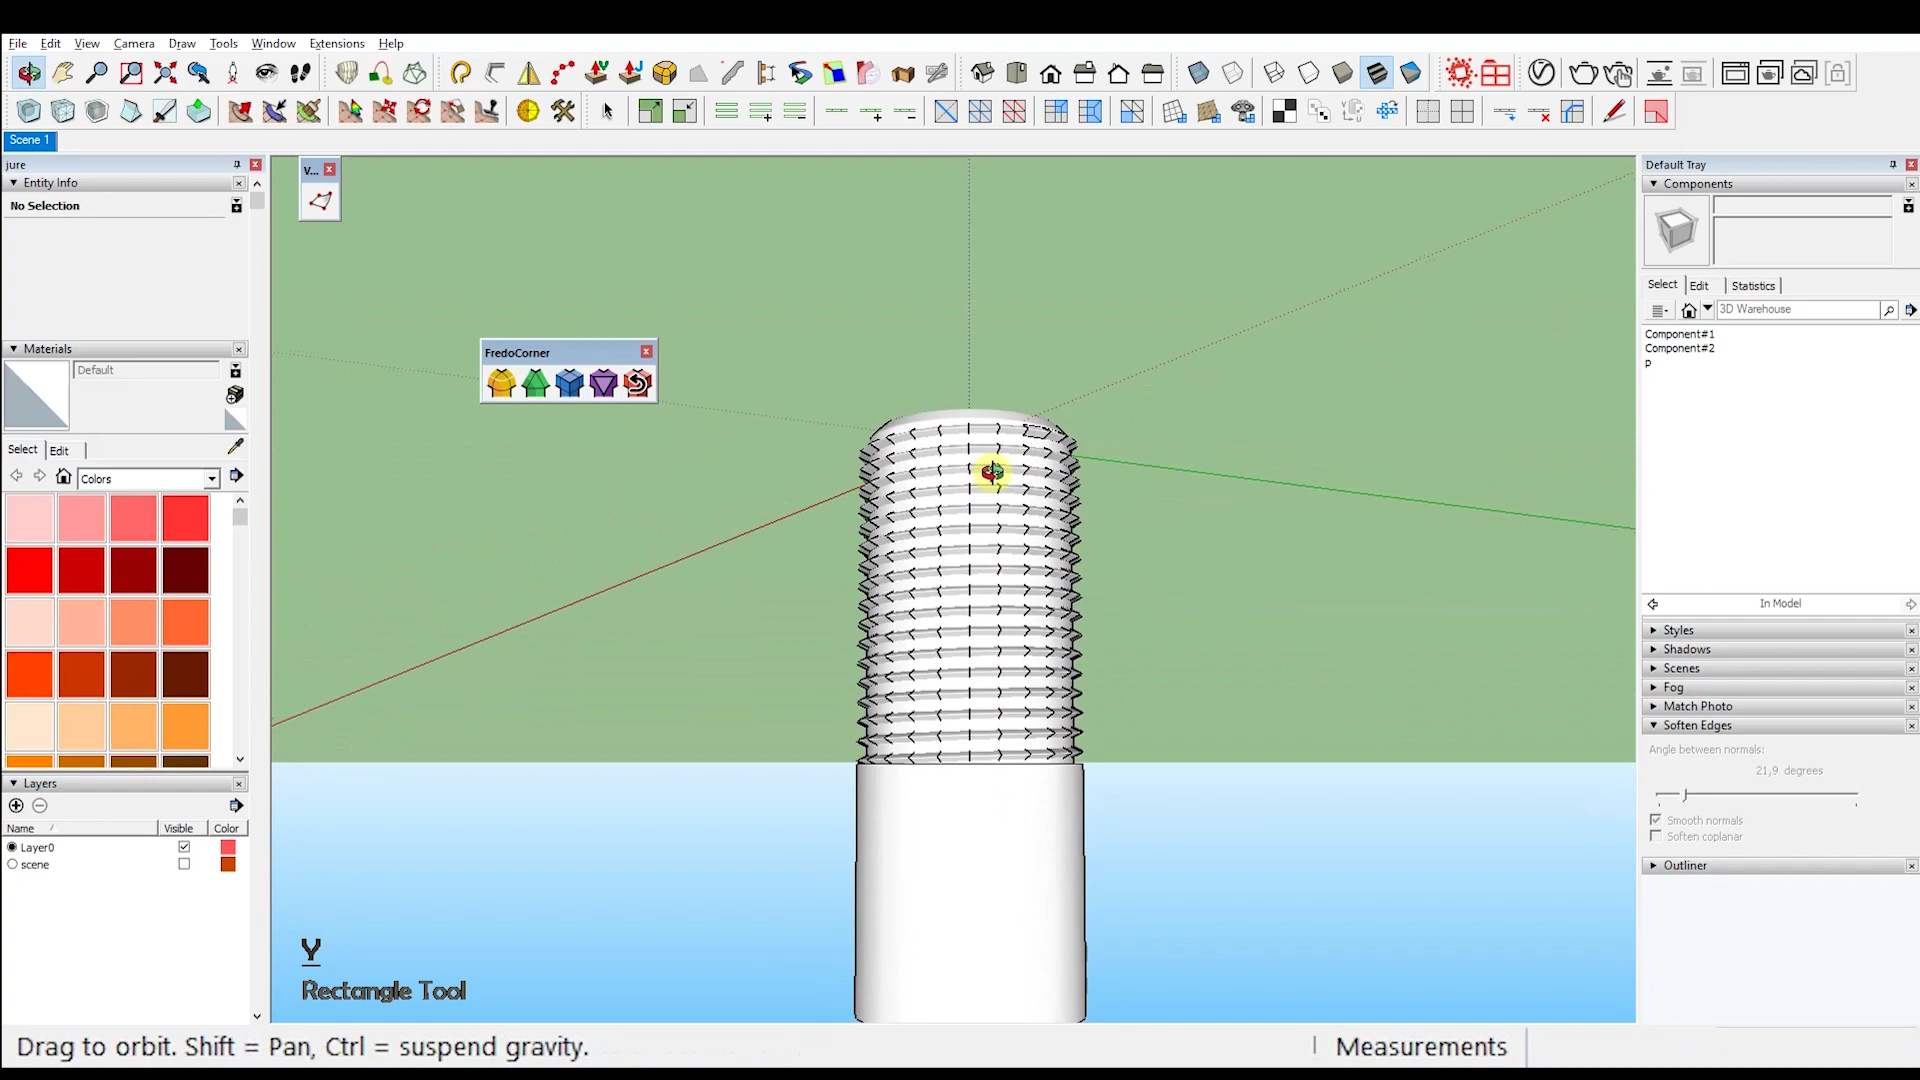 File Edit View Camera Draw Tools Window Extensions Help
Scene 1
jure
Entity Info
No Selection
Materials
Default
Select Edit
Colors
Layers
Name Visible Color
Layer0
scene
V...
FredoCorner
Y
Rectangle Tool
Default Tray
Components
Select Edit Statistics
3D Warehouse
Component#1
Component#2
P
In Model
Styles
Shadows
Scenes
Fog
Match Photo
Soften Edges
Angle between normals:
21,9 degrees
Smooth normals
Soften coplanar
Outliner
Drag to orbit. Shift = Pan, Ctrl = suspend gravity.
Measurements